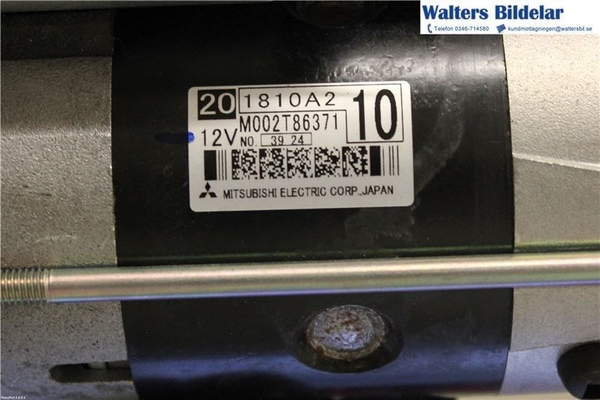 Walters Bildelar
Telefon 0346-714580 kundmottagningen@waltersbil.se
20 1810A2
M002T86371 10
12V NO. 39 24
MITSUBISHI ELECTRIC CORP., JAPAN